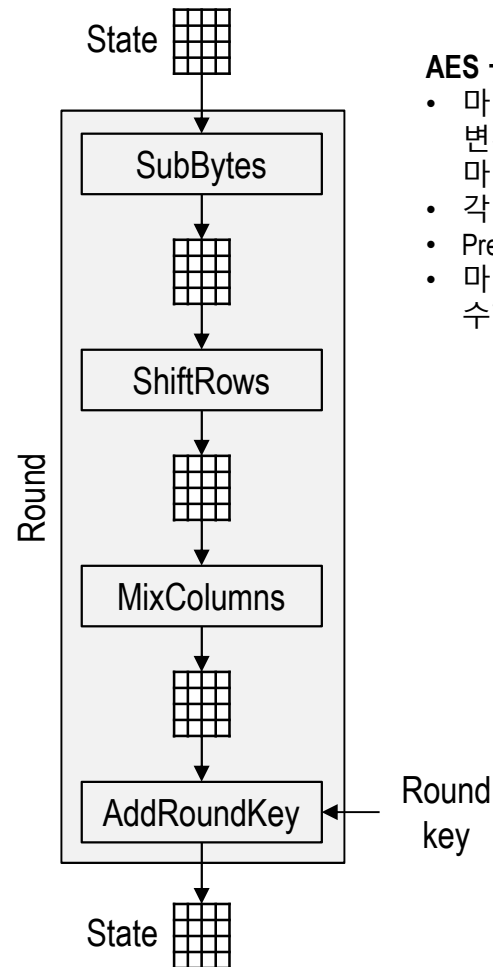 State
AES
• 마
변
마
• 각
• Pre
• 마
수
SubBytes
ShiftRows
Round
MixColumns
AddRoundKey
Round
key
State